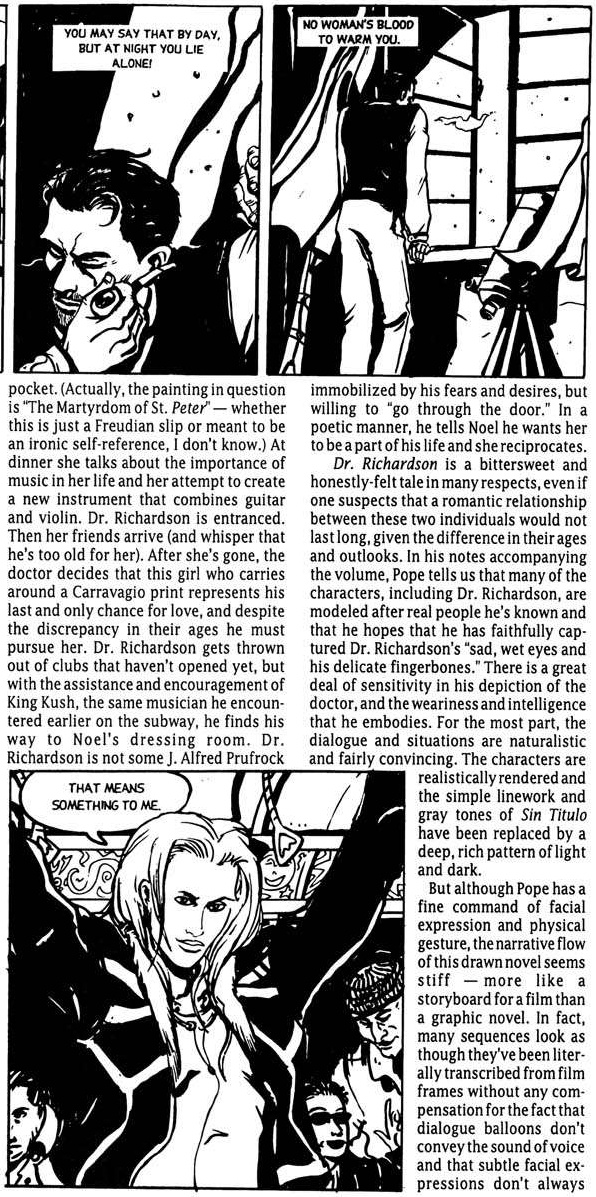 YOU MAY SAY THAT BY DAY,
BUT AT NIGHT YOU LIE
ALONE!
NO WOMAN'S BLOOD
TO WARM YOU.
pocket. (Actually, the painting in question
is "The Martyrdom of St. Peter" — whether
this is just a Freudian slip or meant to be
an ironic self-reference, I don't know.) At
dinner she talks about the importance of
music in her life and her attempt to create
a new instrument that combines guitar
and violin. Dr. Richardson is entranced.
Then her friends arrive (and whisper that
he's too old for her). After she's gone, the
doctor decides that this girl who carries
around a Carravagio print represents his
last and only chance for love, and despite
the discrepancy in their ages he must
pursue her. Dr. Richardson gets thrown
out of clubs that haven't opened yet, but
with the assistance and encouragement of
King Kush, the same musician he encoun-
tered earlier on the subway, he finds his
way to Noel's dressing room. Dr.
Richardson is not some J. Alfred Prufrock
THAT MEANS
SOMETHING TO ME.
immobilized by his fears and desires, but
willing to "go through the door." In a
poetic manner, he tells Noel he wants her
to be a part of his life and she reciprocates.
Dr. Richardson is a bittersweet and
honestly-felt tale in many respects, even if
one suspects that a romantic relationship
between these two individuals would not
last long, given the difference in their ages
and outlooks. In his notes accompanying
the volume, Pope tells us that many of the
characters, including Dr. Richardson, are
modeled after real people he's known and
that he hopes that he has faithfully cap-
tured Dr. Richardson's "sad, wet eyes and
his delicate fingerbones." There is a great
deal of sensitivity in his depiction of the
doctor, and the weariness and intelligence
that he embodies. For the most part, the
dialogue and situations are naturalistic
and fairly convincing. The characters are
realistically rendered and
the simple linework and
gray tones of Sin Titulo
have been replaced by a
deep, rich pattern of light
and dark.
But although Pope has a
fine command of facial
expression and physical
gesture, the narrative flow
of this drawn novel seems
stiff — more like a
storyboard for a film than
a graphic novel. In fact,
many sequences look as
though they've been liter-
ally transcribed from film
frames without any com-
pensation for the fact that
dialogue balloons don't
convey the sound of voice
and that subtle facial ex-
pressions don't always